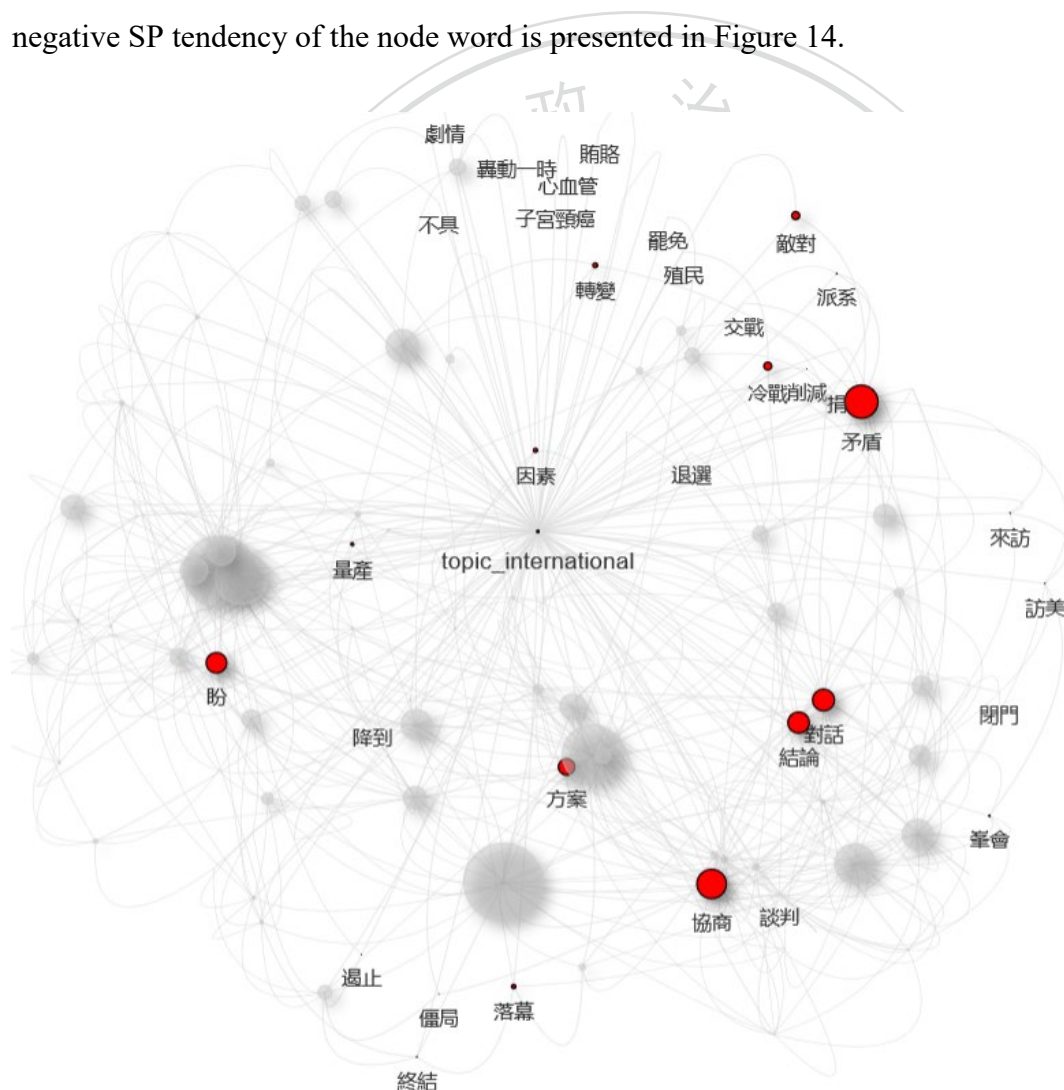 negative SP tendency of the node word is presented in Figure 14.
政 治
劇情
轟動一時
賄賂
心血管
不具
子宮頸癌
罷免
敵對
殖民
轉變
派系
交戰
冷戰
削減
捐
矛盾
因素
退選
來訪
量產
topic_international
訪美
盼
閉門
降到
對話
結論
方案
峯會
協商
談判
遏止
僵局
落幕
終結